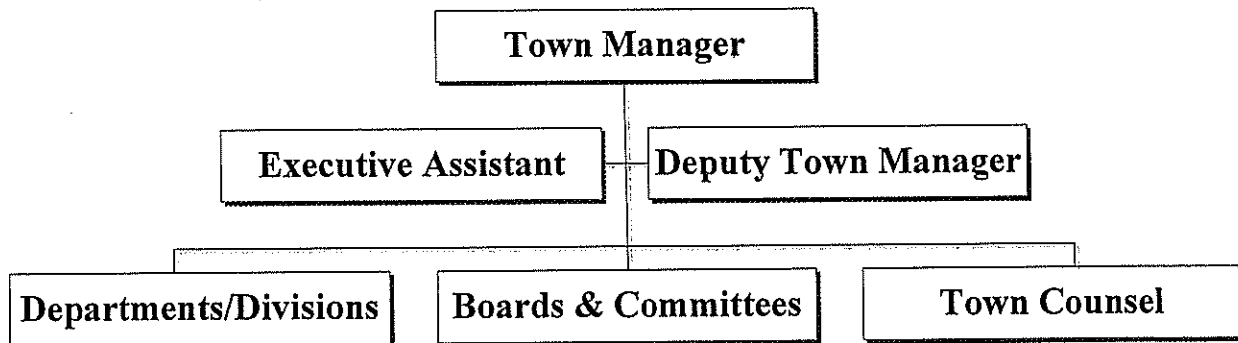 Town Manager
Executive Assistant
Deputy Town Manager
Departments/Divisions
Boards & Committees
Town Counsel